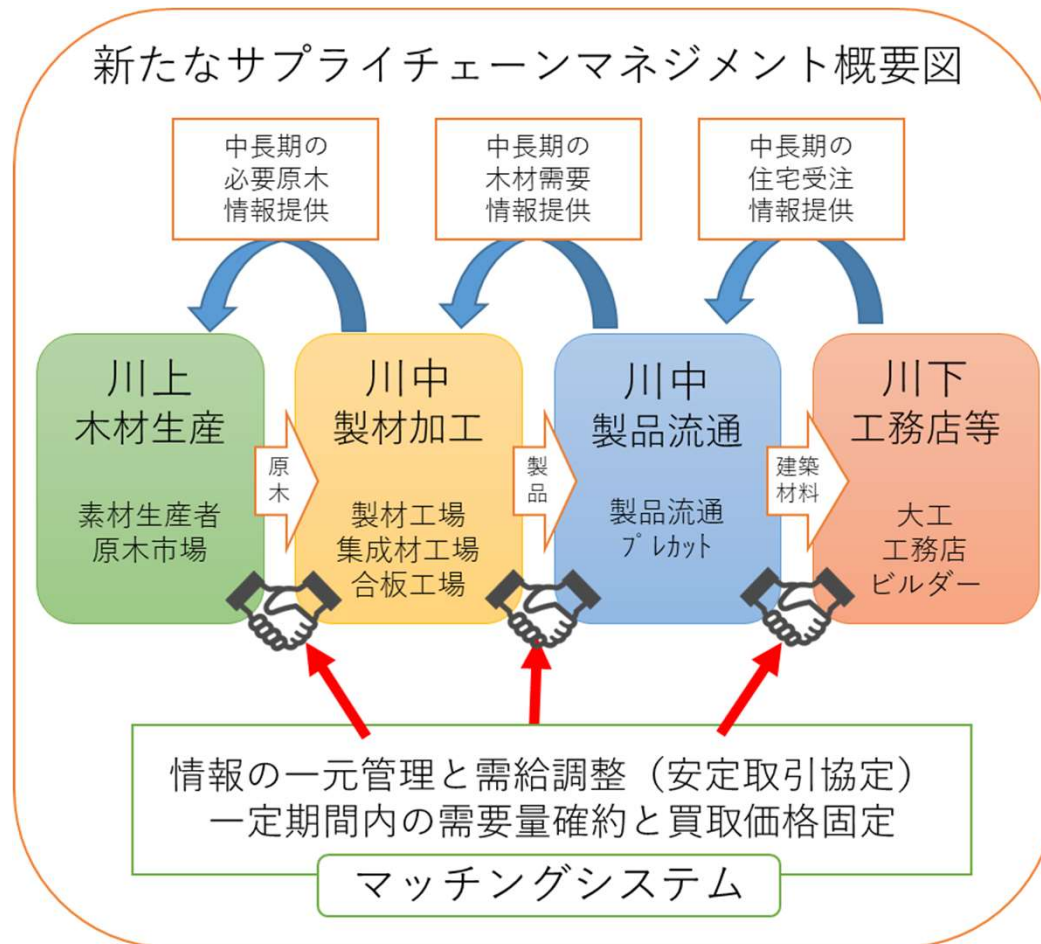 新たなサプライチェーンマネジメント概要図
中長期の
必要原木
情報提供
中長期の
木材需要
情報提供
中長期の
住宅受注
情報提供
川上
木材生産
素材生産者
原木市場
原
木
川中
製材加工
製材工場
集成材工場
合板工場
製
品
川中
製品流通
製品流通
ﾌﾟﾚｶｯﾄ
建築
材料
川下
工務店等
大工
工務店
ビルダー
情報の一元管理と需給調整（安定取引協定）
一定期間内の需要量確約と買取価格固定
マッチングシステム